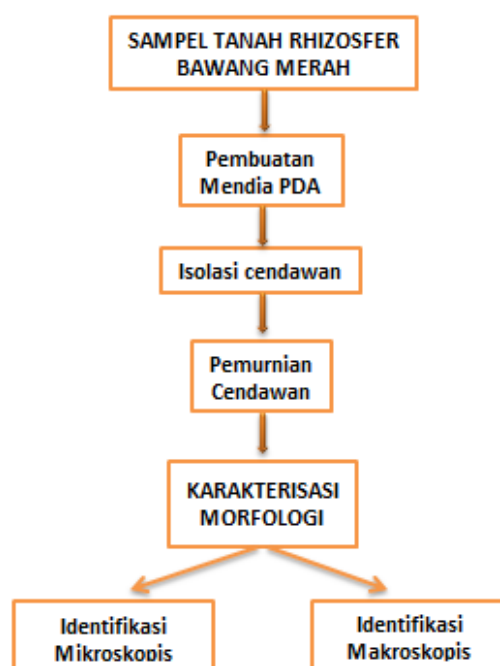 SAMPEL TANAH RHIZOSFER
BAWANG MERAH
Pembuatan
Mendia PDA
Isolasi cendawan
Pemurnian
Cendawan
KARAKTERISASI
MORFOLOGI
Identifikasi
Mikroskopis
Identifikasi
Makroskopis